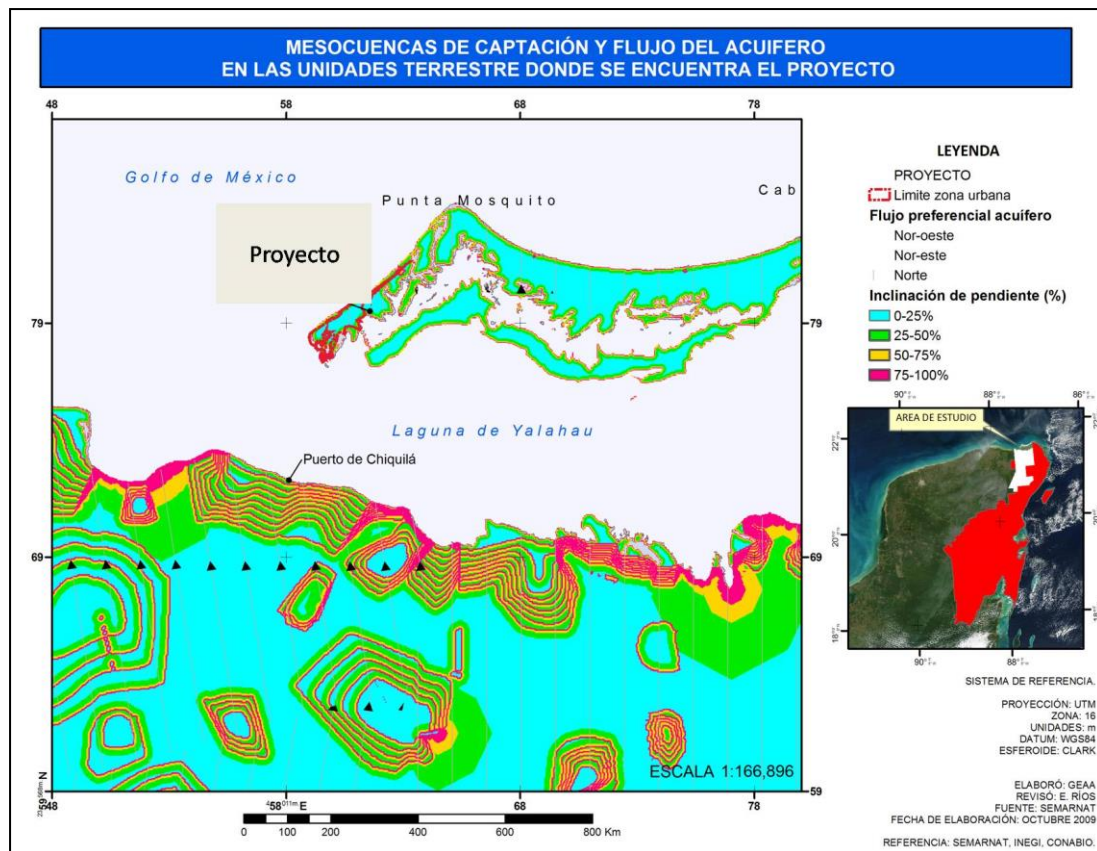 MESOCUENCAS DE CAPTACIÓN Y FLUJO DEL ACUIFERO
EN LAS UNIDADES TERRESTRE DONDE SE ENCUENTRA EL PROYECTO
48
58
68
78
Golfo de México
Punta Mosquito
Cab
Proyecto
79
79
Laguna de Yalahau
Puerto de Chiquilá
69
69
ESCALA 1:166,896
59
N
59
48
58
E
68
78
0 50 100 200 400 600 800 Km
LEYENDA
PROYECTO
Limite zona urbana
Flujo preferencial acuifero
Nor-oeste
Nor-este
Norte
Inclinación de pendiente (%)
0-25%
25-50%
50-75%
75-100%
AREA DE ESTUDIO
SISTEMA DE REFERENCIA.
PROYECCIÓN: UTM
ZONA: 16
UNIDADES: m
DATUM: WGS84
ESFEROIDE: CLARK
ELABORÓ: GEAA
REVISÓ: E. RÍOS
FUENTE: SEMARNAT
FECHA DE ELABORACIÓN: OCTUBRE 2009
REFERENCIA: SEMARNAT, INEGI, CONABIO.